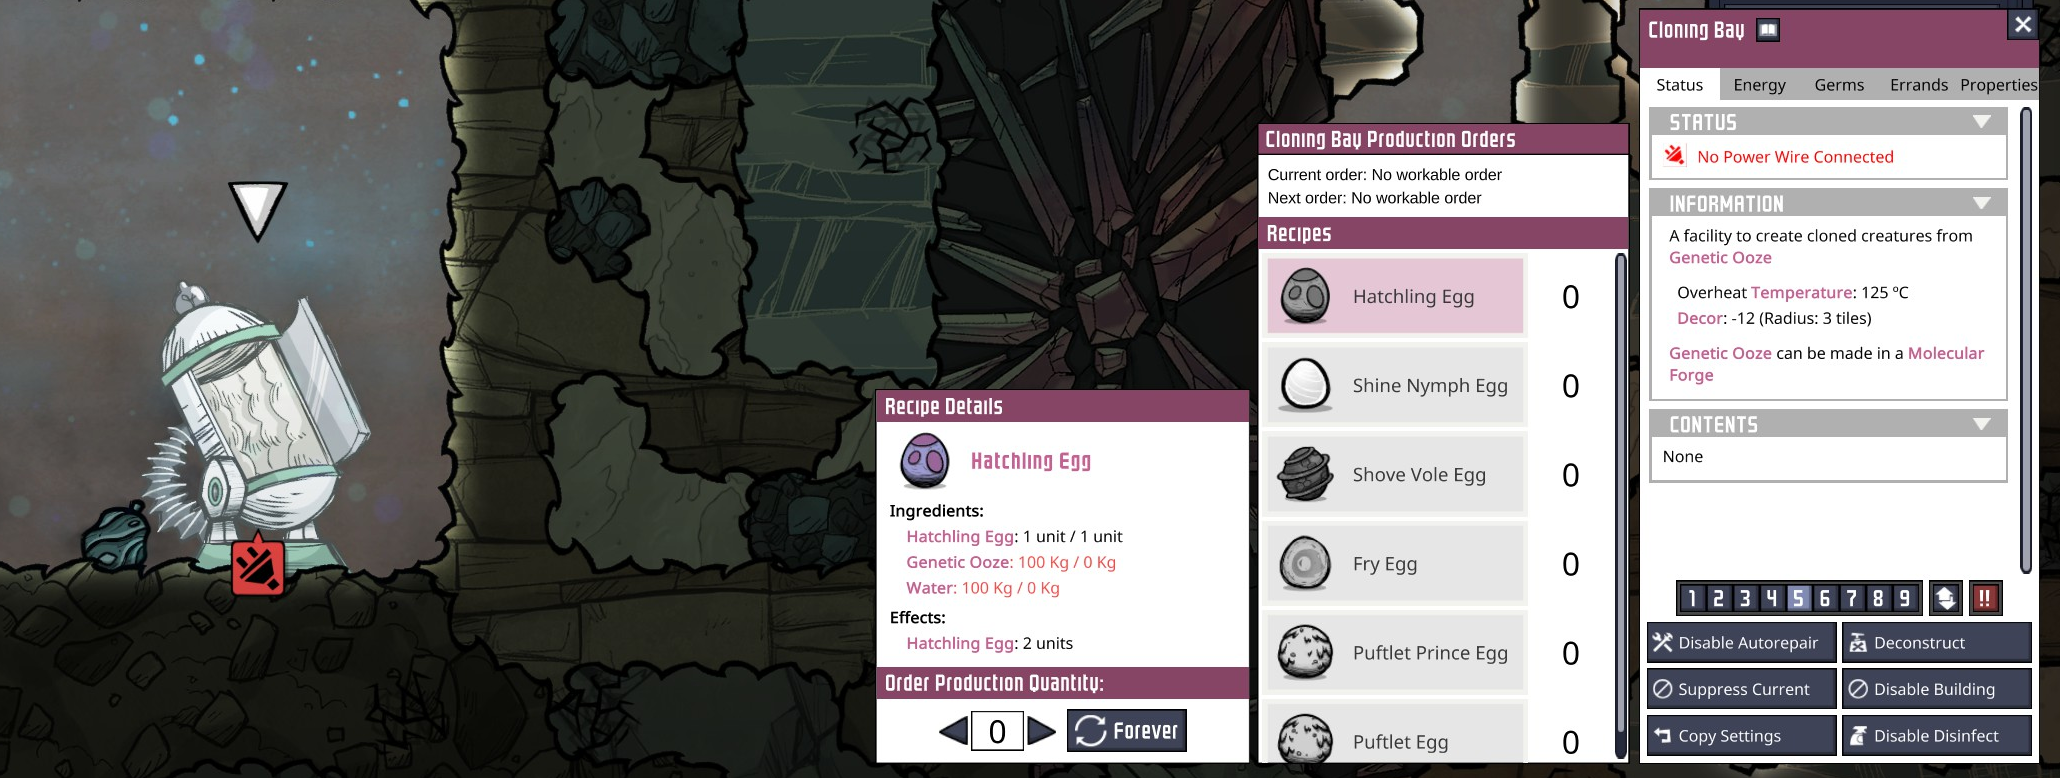 Cloning Bay
Status Energy Germs Errands Properties
STATUS
No Power Wire Connected
INFORMATION
A facility to create cloned creatures from
Genetic Ooze
Overheat Temperature: 125 ºC
Decor: -12 (Radius: 3 tiles)
Genetic Ooze can be made in a Molecular
Forge
CONTENTS
None
1 2 3 4 5 6 7 8 9 !!
Disable Autorepair Deconstruct
Suppress Current Disable Building
Copy Settings Disable Disinfect
Cloning Bay Production Orders
Current order: No workable order
Next order: No workable order
Recipes
Hatchling Egg 0
Shine Nymph Egg 0
Shove Vole Egg 0
Fry Egg 0
Puftlet Prince Egg 0
Puftlet Egg 0
Recipe Details
Hatchling Egg
Ingredients:
Hatchling Egg: 1 unit / 1 unit
Genetic Ooze: 100 Kg / 0 Kg
Water: 100 Kg / 0 Kg
Effects:
Hatchling Egg: 2 units
Order Production Quantity:
0 Forever